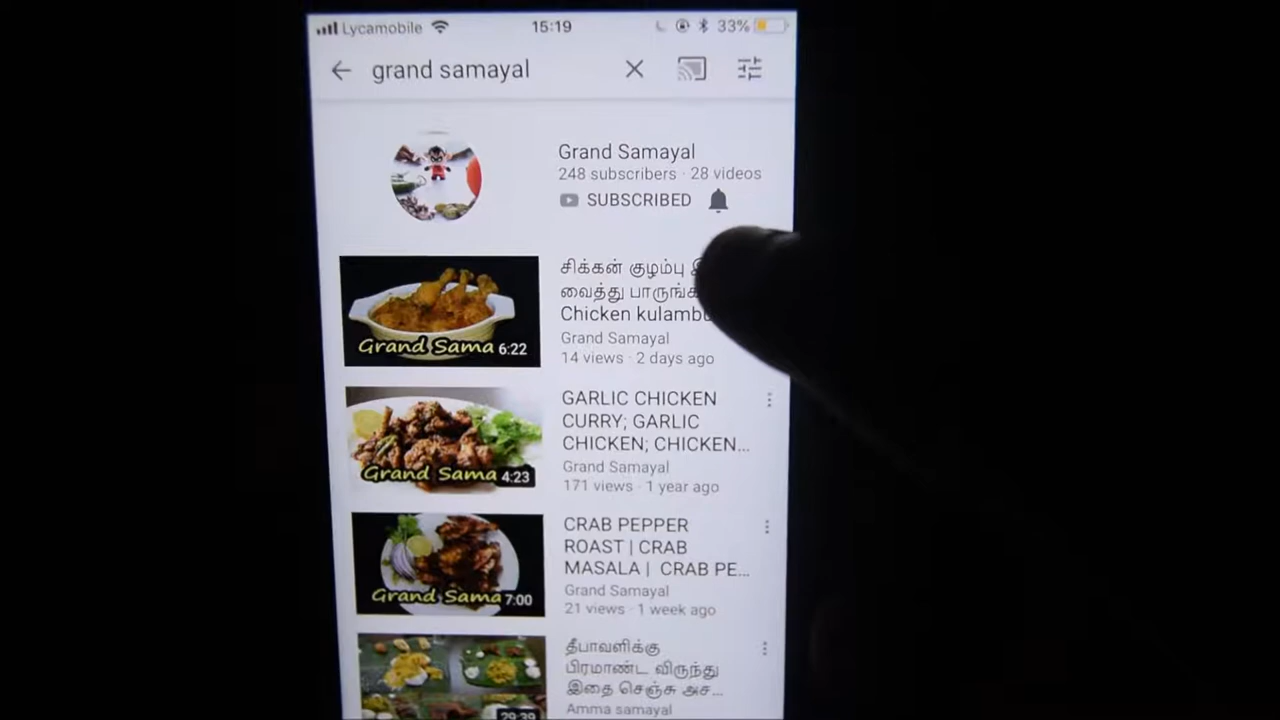 Lycamobile 15:19 33%
grand samayal
Grand Samayal
248 subscribers · 28 videos
SUBSCRIBED
சிக்கன் குழம்பு
வைத்து
Chicken kulambu
Grand Samayal
14 views · 2 days ago
Grand Sama 6:22
GARLIC CHICKEN
CURRY; GARLIC
CHICKEN; CHICKEN...
Grand Samayal
171 views · 1 year ago
Grand Sama 4:23
CRAB PEPPER
ROAST | CRAB
MASALA | CRAB PE...
Grand Samayal
21 views · 1 week ago
Grand Sama 7:00
தீபாவளிக்கு
பிரமாண்ட விருந்து
இதை செஞ்சு அச...
Amma samayal
29:39